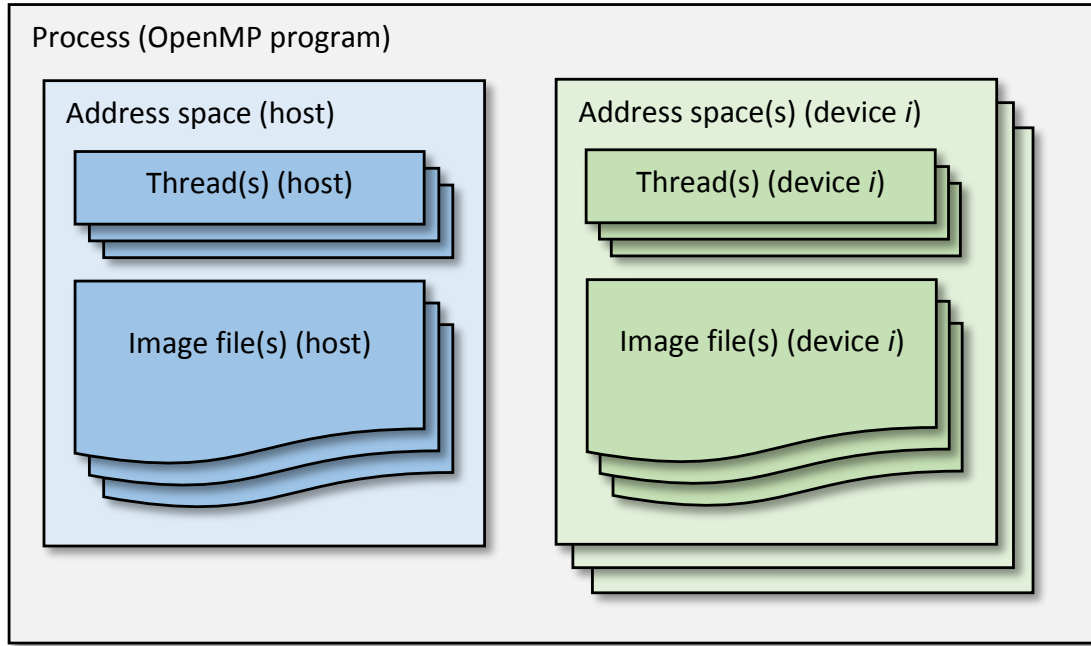 Process (OpenMP program)
Address space (host)
Thread(s) (host)
Image file(s) (host)
Address space(s) (device i)
Thread(s) (device i)
Image file(s) (device i)